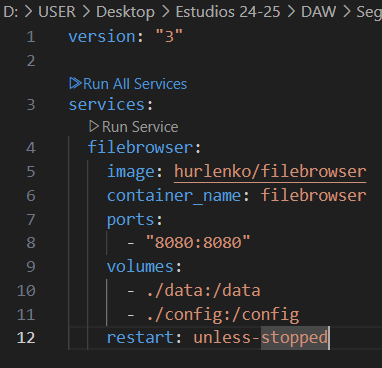 D: > USER > Desktop > Estudios 24-25 > DAW > Seg
1 version: "3"
2
Run All Services
3 services:
Run Service
4 filebrowser:
5 image: hurlenko/filebrowser
6 container_name: filebrowser
7 ports:
8 - "8080:8080"
9 volumes:
10 - ./data:/data
11 - ./config:/config
12 restart: unless-stopped